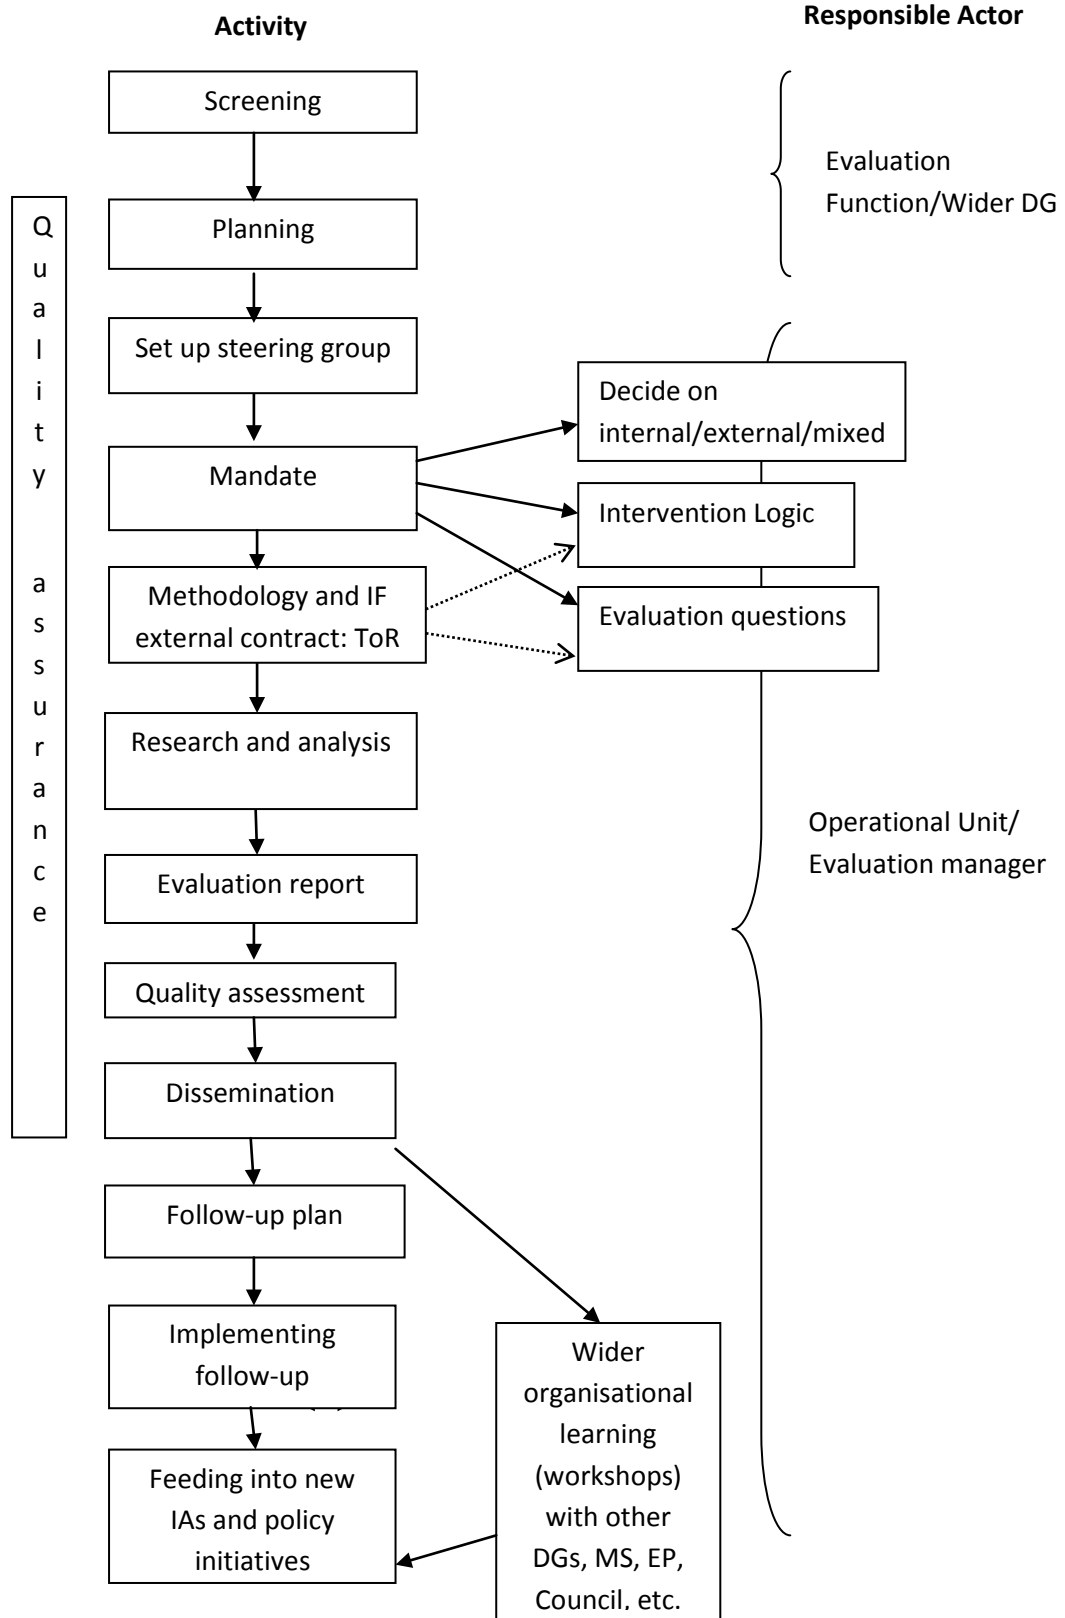 Activity
Responsible Actor
Screening
Evaluation
Function/Wider DG
Quality assurance
Planning
Set up steering group
Decide on
internal/external/mixed
Mandate
Intervention Logic
Methodology and IF
external contract: ToR
Evaluation questions
Research and analysis
Operational Unit/
Evaluation manager
Evaluation report
Quality assessment
Dissemination
Follow-up plan
Implementing
follow-up
Wider
organisational
learning
(workshops)
with other
DGs, MS, EP,
Council, etc.
Feeding into new
IAs and policy
initiatives